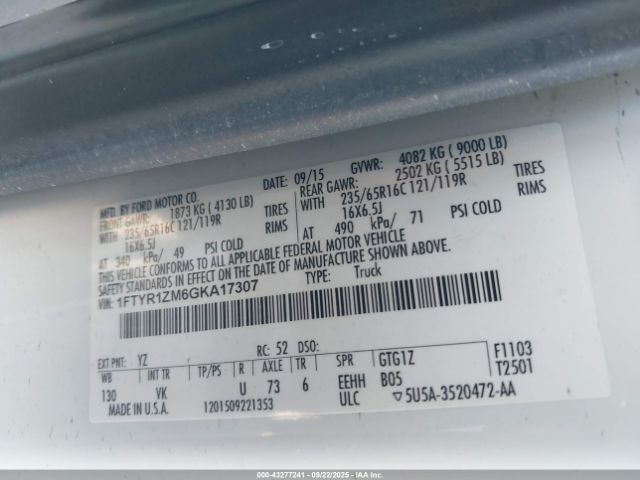 MFD. BY FORD MOTOR CO. DATE: 09/15 GVWR: 4082 KG ( 9000 LB)
FRONT GAWR: 1873 KG ( 4130 LB) REAR GAWR: 2502 KG ( 5515 LB)
WITH 235/65R16C 121/119R TIRES WITH 235/65R16C 121/119R TIRES
16X6.5J RIMS 16X6.5J RIMS
AT 340 kPa/ 49 PSI COLD AT 490 kPa/ 71 PSI COLD
THIS VEHICLE CONFORMS TO ALL APPLICABLE FEDERAL MOTOR VEHICLE
SAFETY STANDARDS IN EFFECT ON THE DATE OF MANUFACTURE SHOWN ABOVE.
VIN: 1FTYR1ZM6GKA17307 TYPE: Truck
EXT PNT: YZ RC: 52 DSO:
WB INT TR TP/PS R AXLE TR SPR GTG1Z F1103
130 VK U 73 6 EEHH B05 T2501
MADE IN U.S.A. 1201509221353 ULC ▽5U5A-3520472-AA
000-43277241 - 09/22/2025 - IAA Inc.